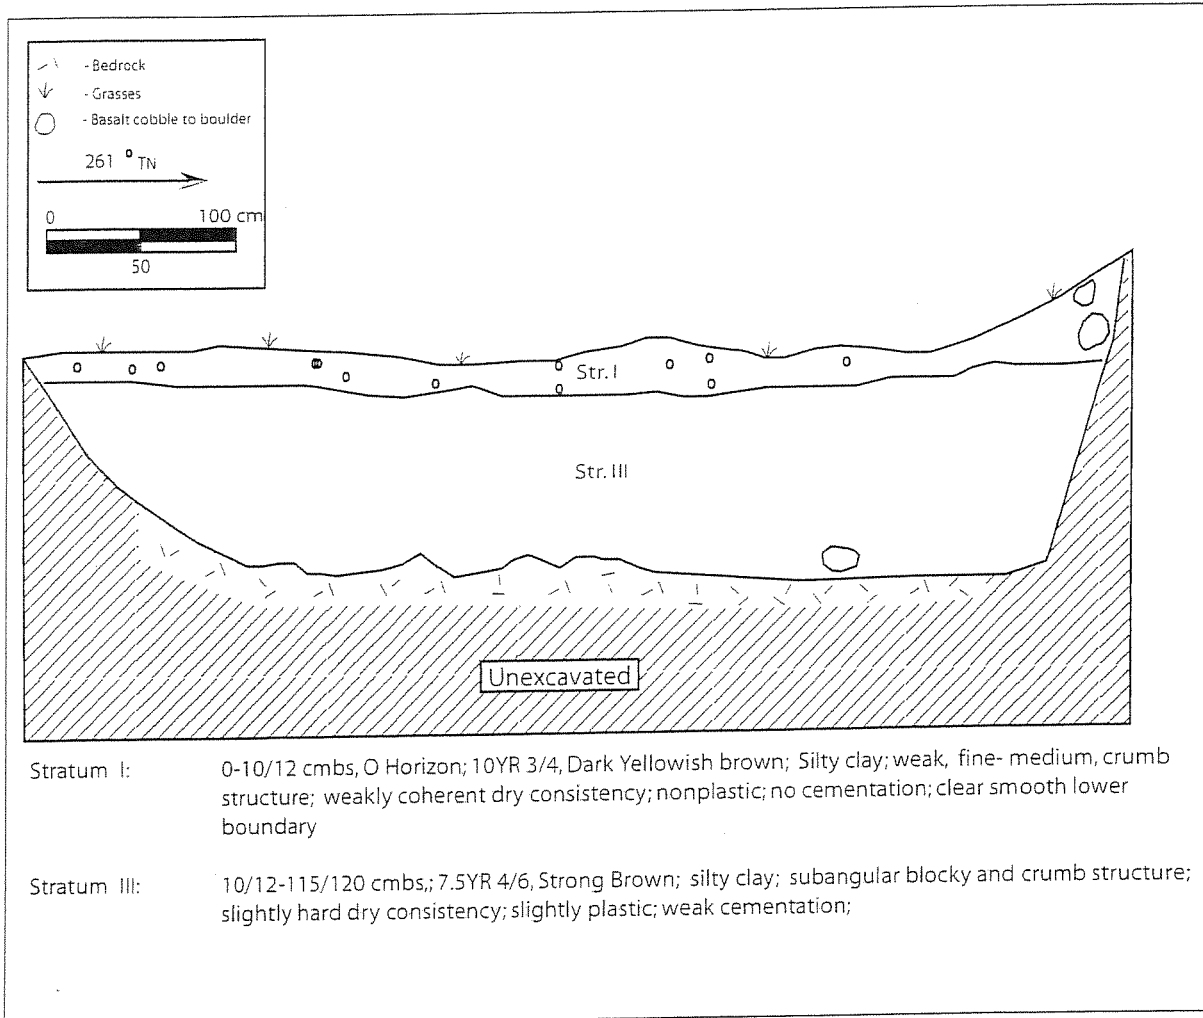 - Bedrock
- Grasses
- Basalt cobble to boulder
261 ° TN
0 100 cm
50
Str. I
Str. III
Unexcavated
Stratum I: 0-10/12 cmbs, O Horizon; 10YR 3/4, Dark Yellowish brown; Silty clay; weak, fine- medium, crumb
structure; weakly coherent dry consistency; nonplastic; no cementation; clear smooth lower
boundary
Stratum III: 10/12-115/120 cmbs,; 7.5YR 4/6, Strong Brown; silty clay; subangular blocky and crumb structure;
slightly hard dry consistency; slightly plastic; weak cementation;